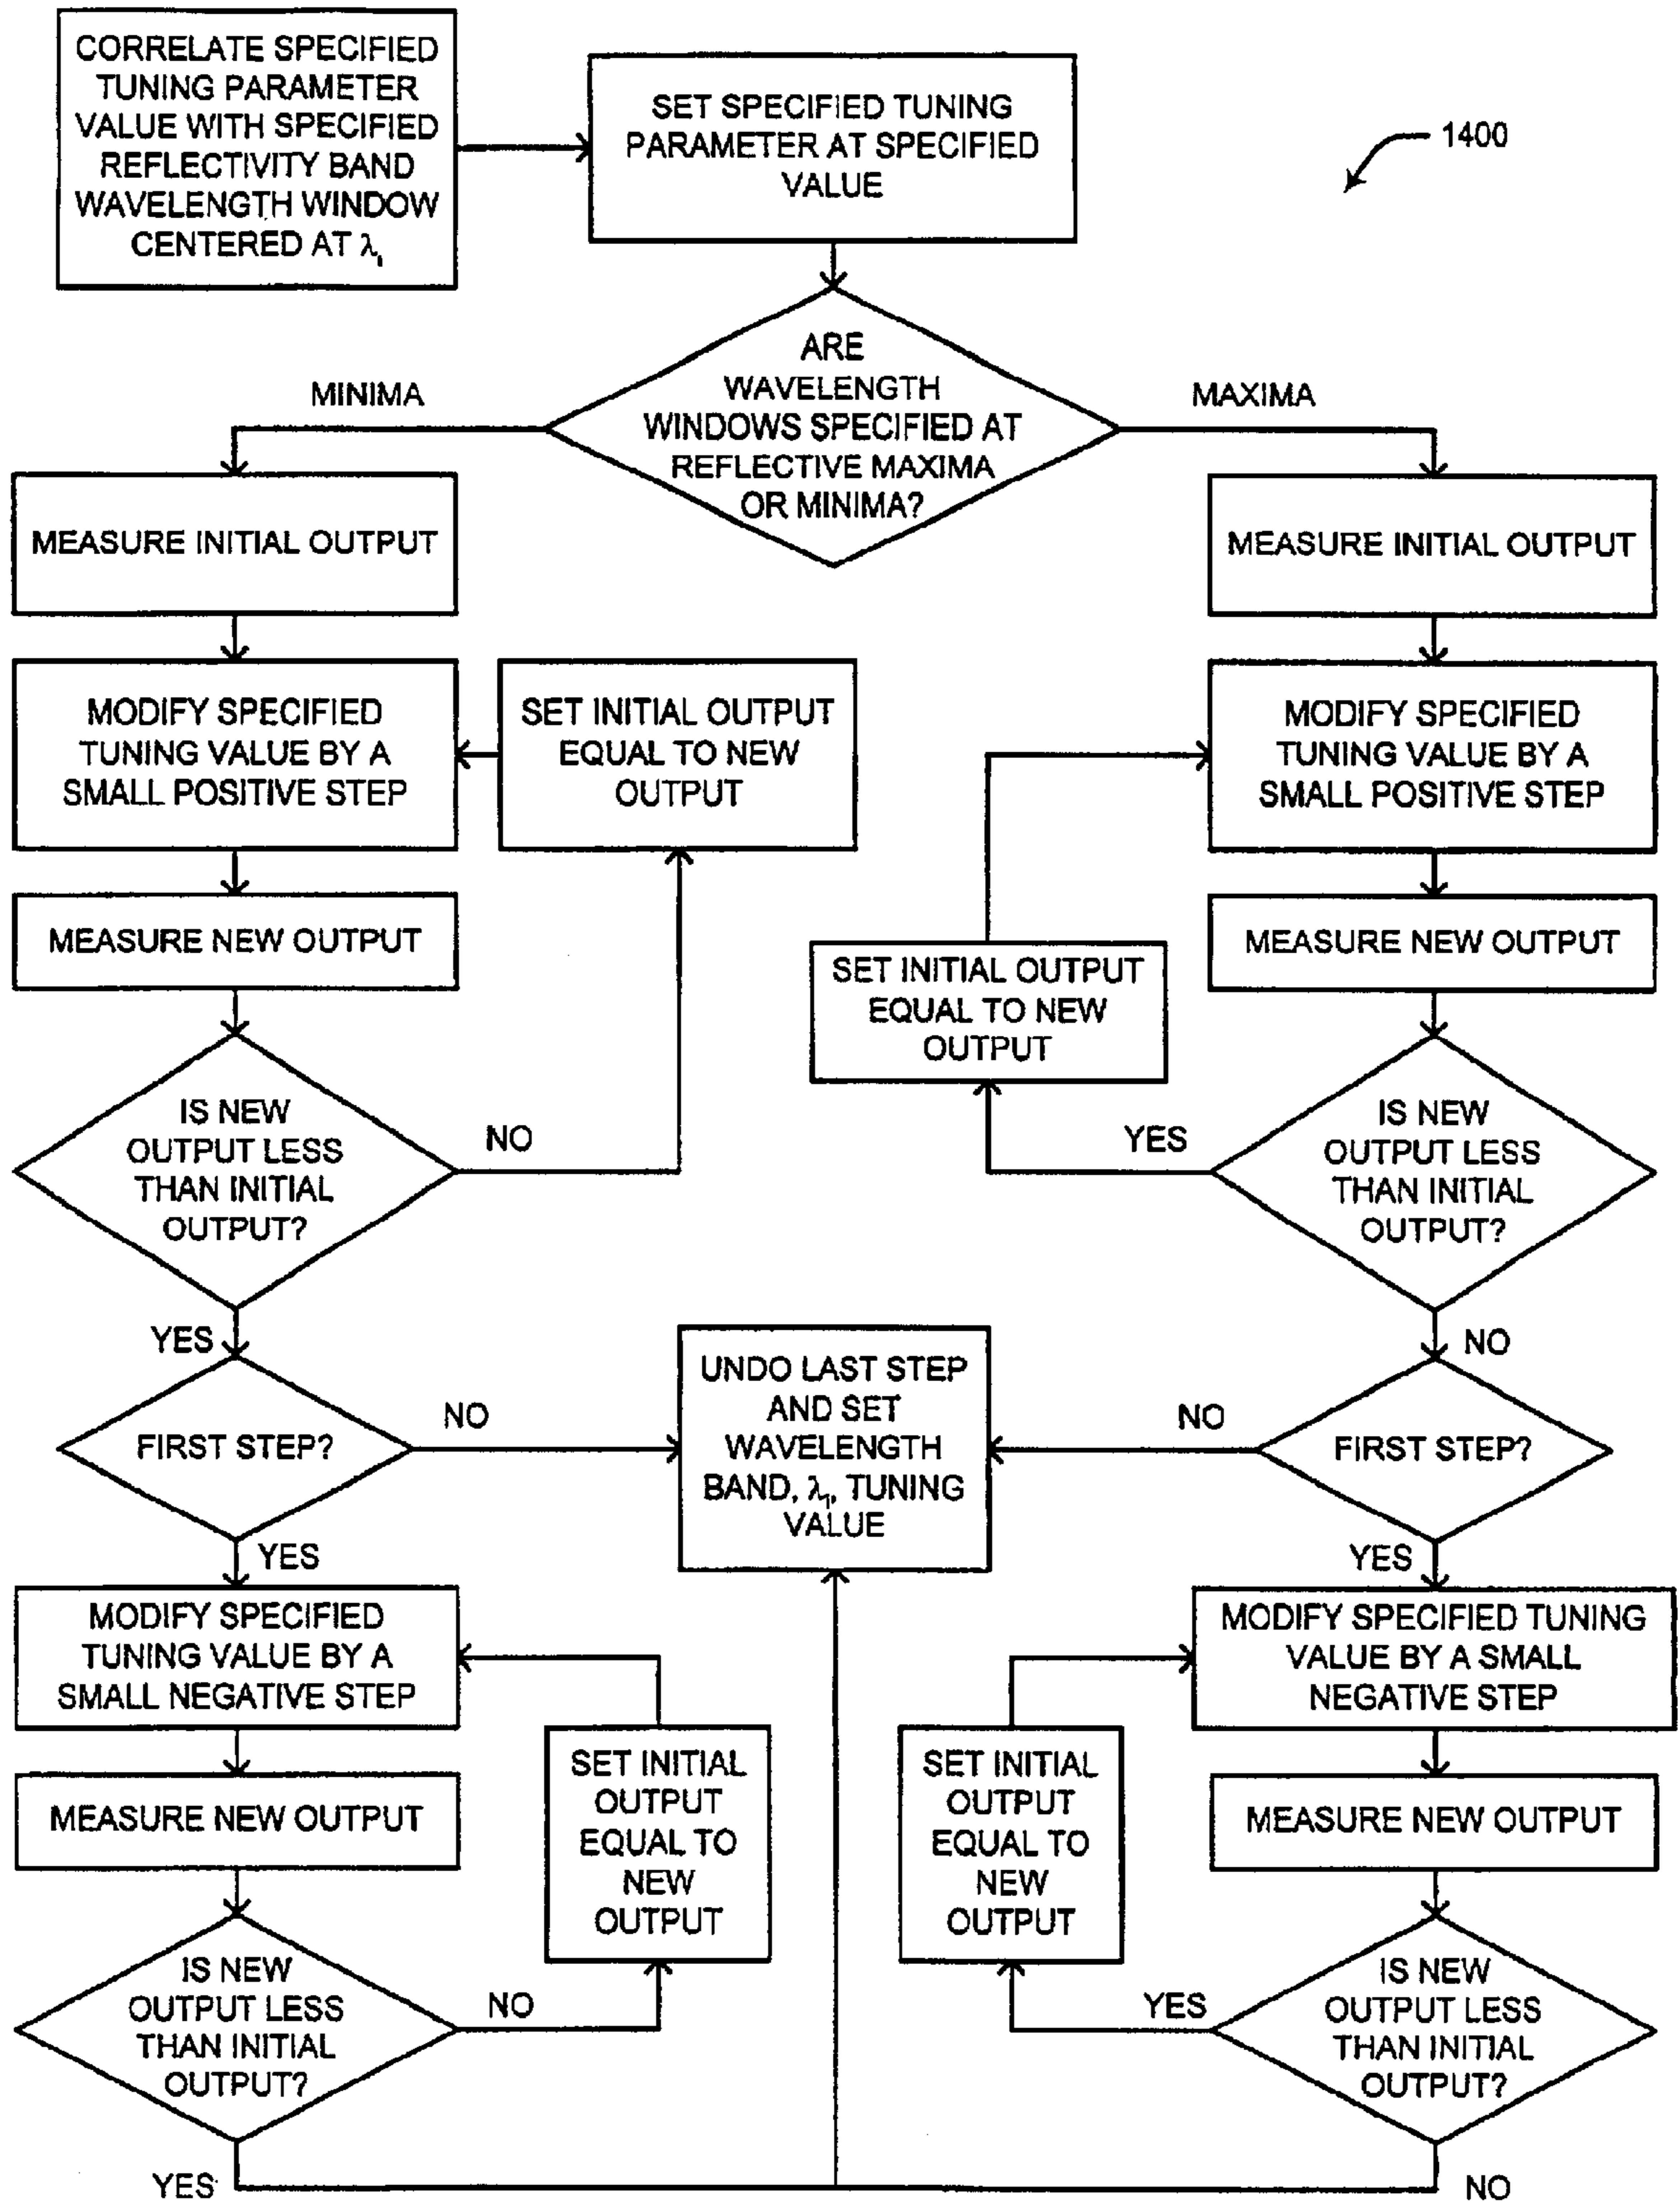 CORRELATE SPECIFIED
TUNING PARAMETER
VALUE WITH SPECIFIED
REFLECTIVITY BAND
WAVELENGTH WINDOW
CENTERED AT λ₁
SET SPECIFIED TUNING
PARAMETER AT SPECIFIED
VALUE
1400
ARE
WAVELENGTH
WINDOWS SPECIFIED AT
REFLECTIVE MAXIMA
OR MINIMA?
MINIMA
MAXIMA
MEASURE INITIAL OUTPUT
MEASURE INITIAL OUTPUT
MODIFY SPECIFIED
TUNING VALUE BY A
SMALL POSITIVE STEP
SET INITIAL OUTPUT
EQUAL TO NEW
OUTPUT
MODIFY SPECIFIED
TUNING VALUE BY A
SMALL POSITIVE STEP
MEASURE NEW OUTPUT
SET INITIAL OUTPUT
EQUAL TO NEW
OUTPUT
MEASURE NEW OUTPUT
IS NEW
OUTPUT LESS
THAN INITIAL
OUTPUT?
NO
YES
IS NEW
OUTPUT LESS
THAN INITIAL
OUTPUT?
YES
NO
FIRST STEP?
NO
UNDO LAST STEP
AND SET
WAVELENGTH
BAND, λ₁, TUNING
VALUE
NO
FIRST STEP?
YES
YES
MODIFY SPECIFIED
TUNING VALUE BY A
SMALL NEGATIVE STEP
MODIFY SPECIFIED TUNING
VALUE BY A SMALL
NEGATIVE STEP
MEASURE NEW OUTPUT
SET INITIAL
OUTPUT
EQUAL TO
NEW
OUTPUT
SET INITIAL
OUTPUT
EQUAL TO
NEW
OUTPUT
MEASURE NEW OUTPUT
IS NEW
OUTPUT LESS
THAN INITIAL
OUTPUT?
NO
YES
IS NEW
OUTPUT LESS
THAN INITIAL
OUTPUT?
YES
NO